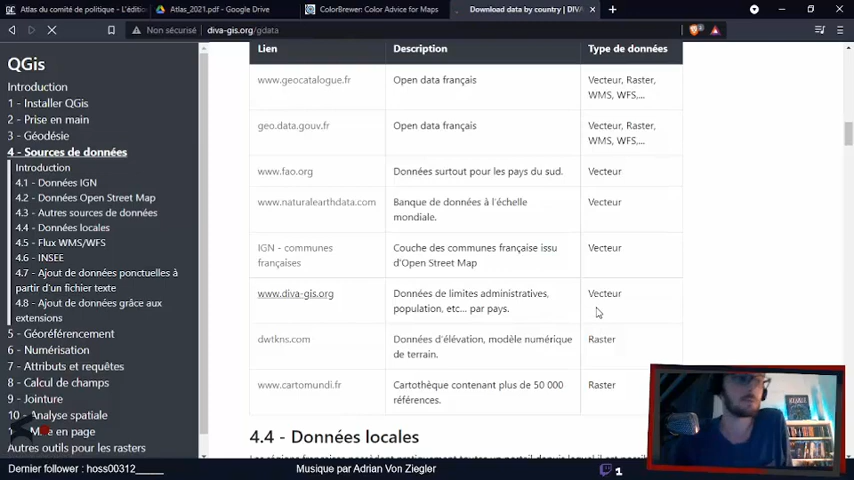 Atlas du comité de politique - L'éditi
Atlas_2021.pdf - Google Drive
ColorBrewer: Color Advice for Maps
Download data by country | DIVA
Non sécurisé
diva-gis.org/gdata
QGis
Introduction
1 - Installer QGis
2 - Prise en main
3 - Géodésie
4 - Sources de données
Introduction
4.1 - Données IGN
4.2 - Données Open Street Map
4.3 - Autres sources de données
4.4 - Données locales
4.5 - Flux WMS/WFS
4.6 - INSEE
4.7 - Ajout de données ponctuelles à
partir d'un fichier texte
4.8 - Ajout de données grâce aux
extensions
5 - Géoréférencement
6 - Numérisation
7 - Attributs et requêtes
8 - Calcul de champs
9 - Jointure
10 - Analyse spatiale
Mise en page
Autres outils pour les rasters
Lien
Description
Type de données
www.geocatalogue.fr
Open data français
Vecteur, Raster,
WMS, WFS,...
geo.data.gouv.fr
Open data français
Vecteur, Raster,
WMS, WFS,...
www.fao.org
Données surtout pour les pays du sud.
Vecteur
www.naturalearthdata.com
Banque de données à l'échelle
mondiale.
Vecteur
IGN - communes
françaises
Couche des communes française issu
d'Open Street Map
Vecteur
www.diva-gis.org
Données de limites administratives,
population, etc... par pays.
Vecteur
dwtkns.com
Données d'élévation, modèle numérique
de terrain.
Raster
www.cartomundi.fr
Cartothèque contenant plus de 50 000
références.
Raster
4.4 - Données locales
Dernier follower : hoss00312_____
Musique par Adrian Von Ziegler
1